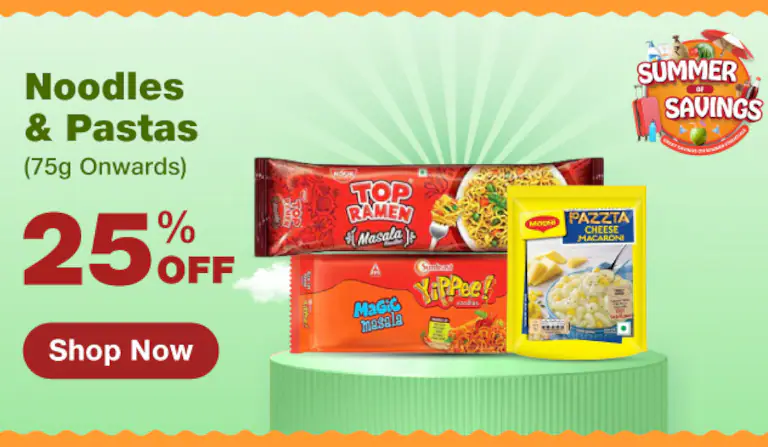 Noodles
& Pastas
(75g Onwards)
25% OFF
Shop Now
SUMMER
OF
SAVINGS
TOP
RAMEN
Masala
Sunfeast
YiPPee!
noodles
MaGiC
masala
Maggi
PAZZTA
CHEESE
MACARONI